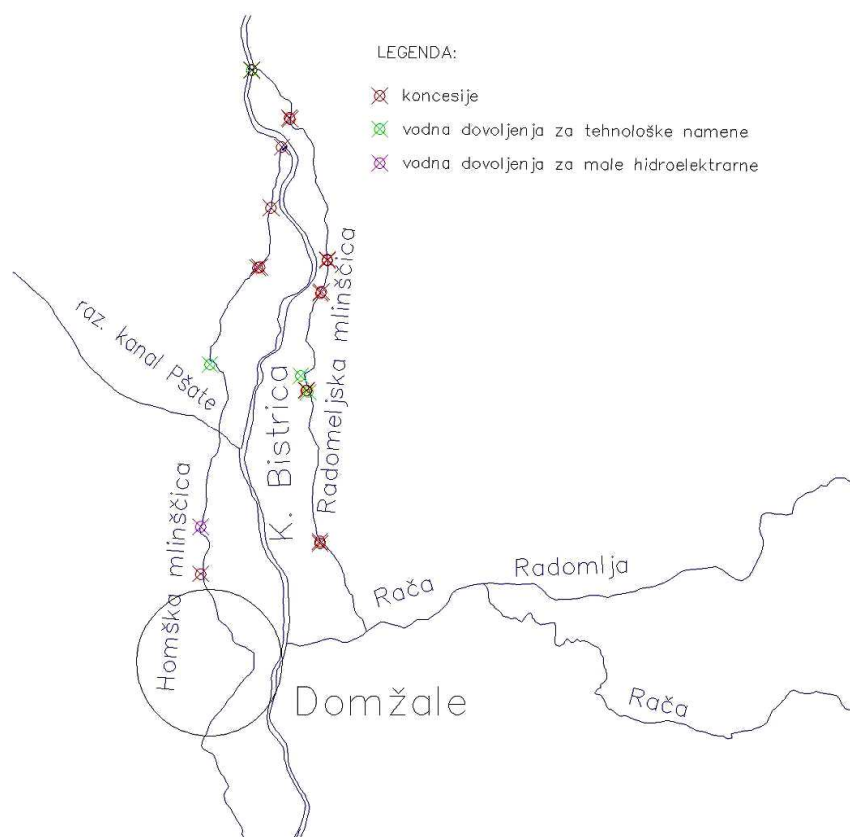 LEGENDA:
koncesije
vodna dovoljenja za tehnološke namene
vodna dovoljenja za male hidroelektrarne
raz. kanal Pšate
K. Bistrica
Radomeljska mlinščica
Homška mlinščica
Rača
Radomlja
Rača
Domžale